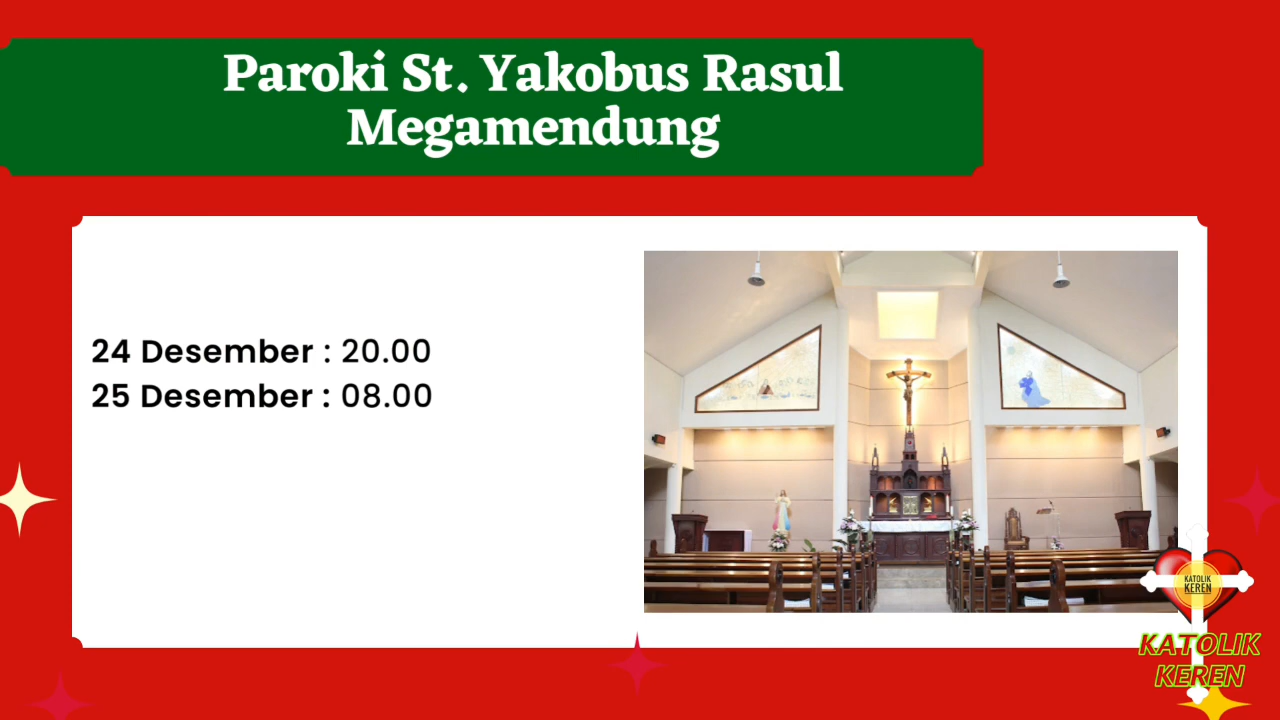 Paroki St. Yakobus Rasul
Megamendung
24 Desember : 20.00
25 Desember : 08.00
KATOLIK
KEREN
KATOLIK
KEREN